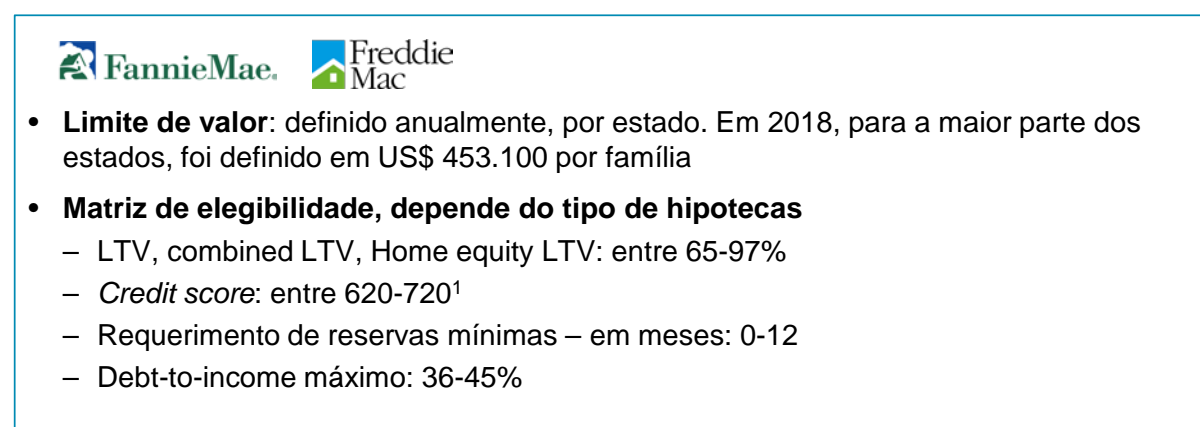 FannieMae.
Freddie
Mac
• Limite de valor: definido anualmente, por estado. Em 2018, para a maior parte dos
estados, foi definido em US$ 453.100 por família
• Matriz de elegibilidade, depende do tipo de hipotecas
– LTV, combined LTV, Home equity LTV: entre 65-97%
– Credit score: entre 620-720¹
– Requerimento de reservas mínimas – em meses: 0-12
– Debt-to-income máximo: 36-45%